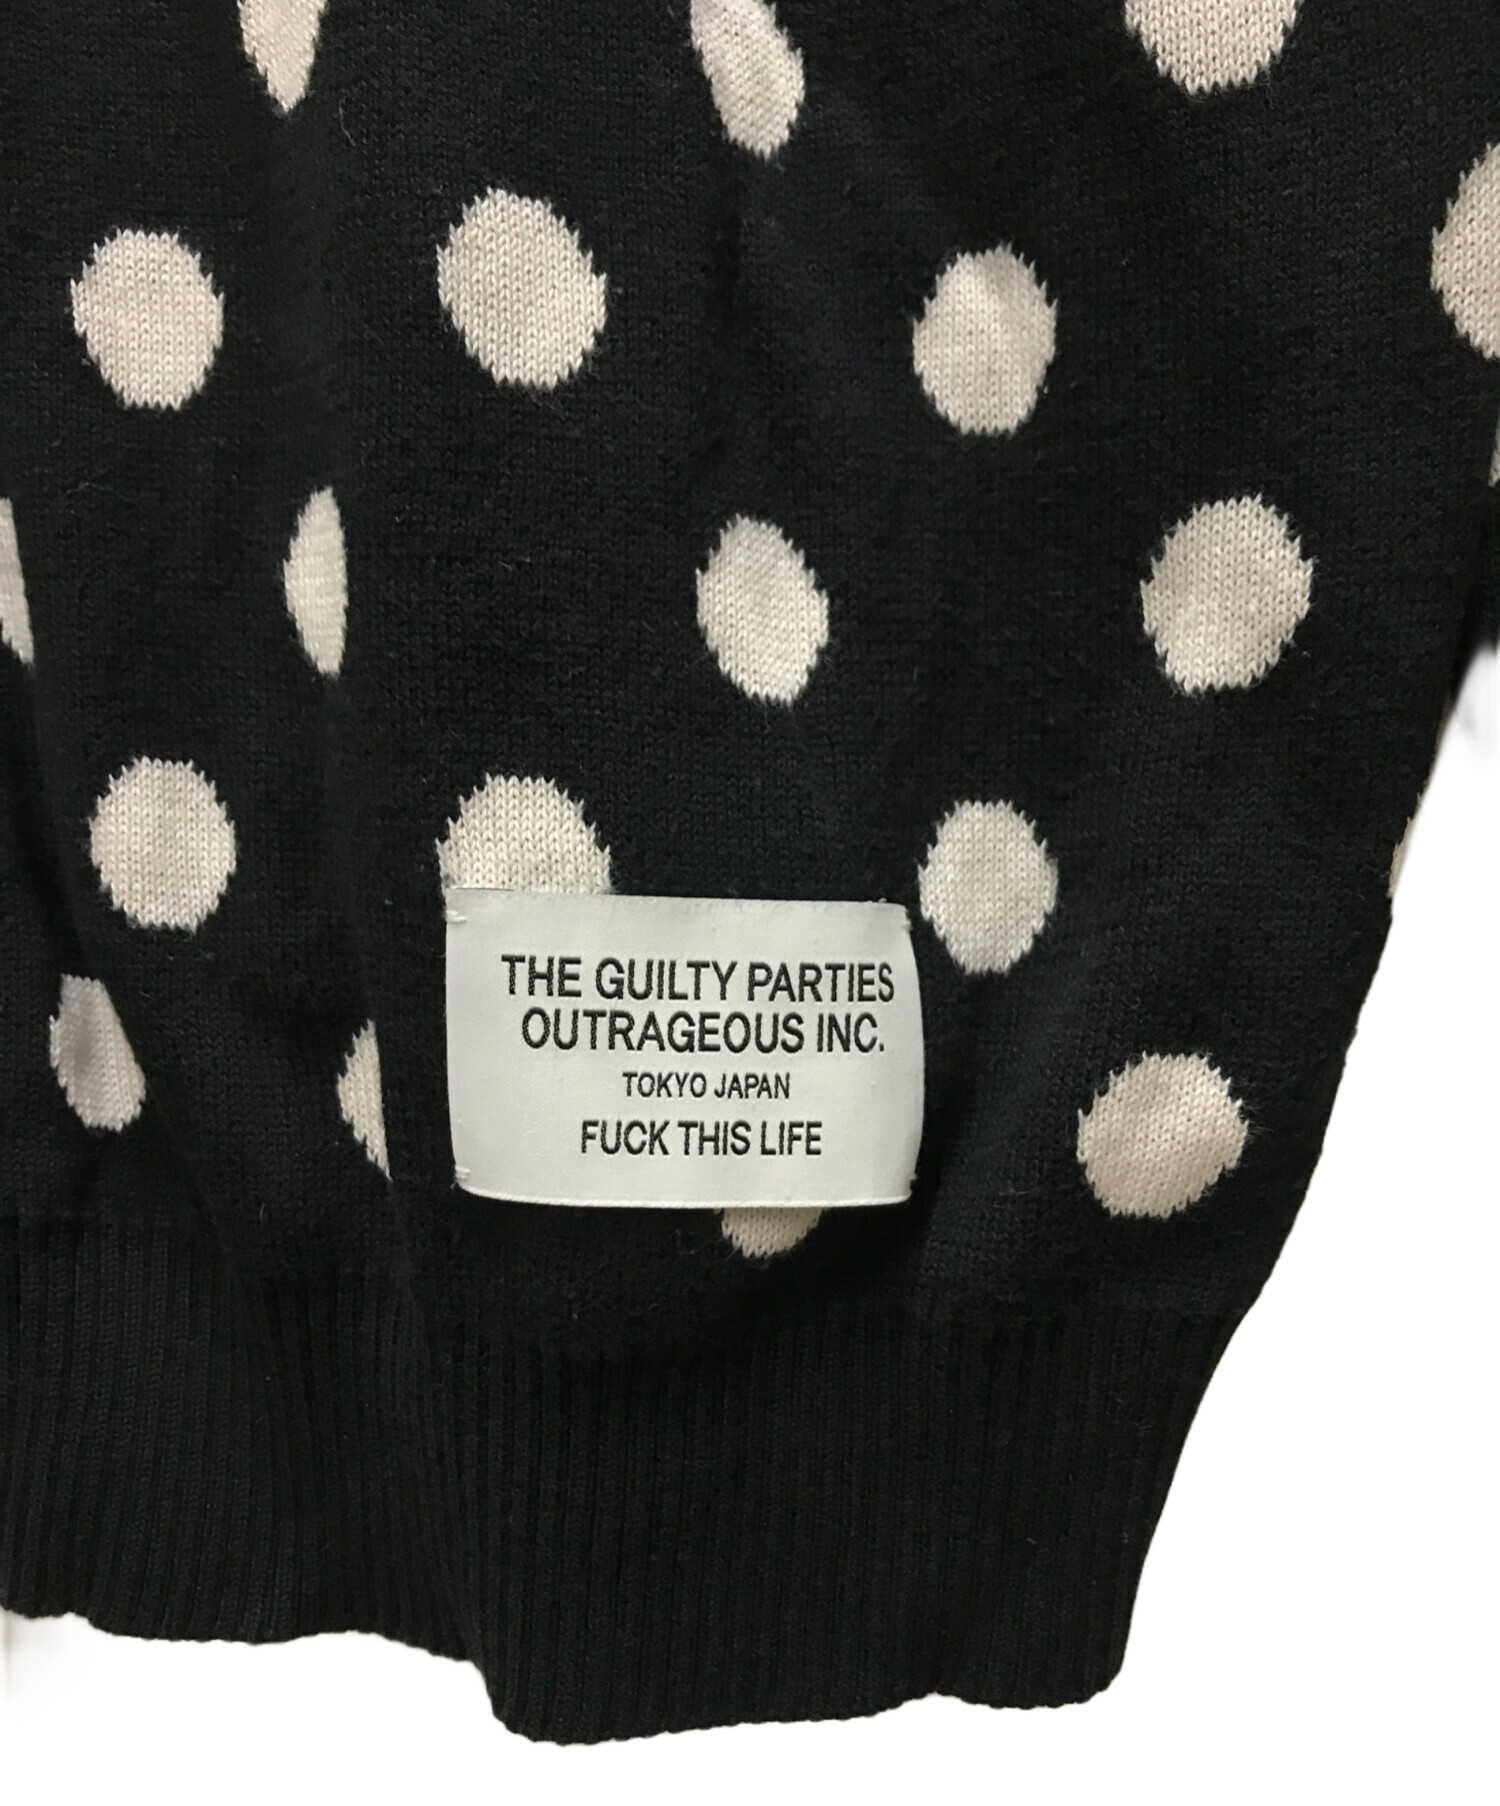 THE GUILTY PARTIES
OUTRAGEOUS INC.
TOKYO JAPAN
FUCK THIS LIFE